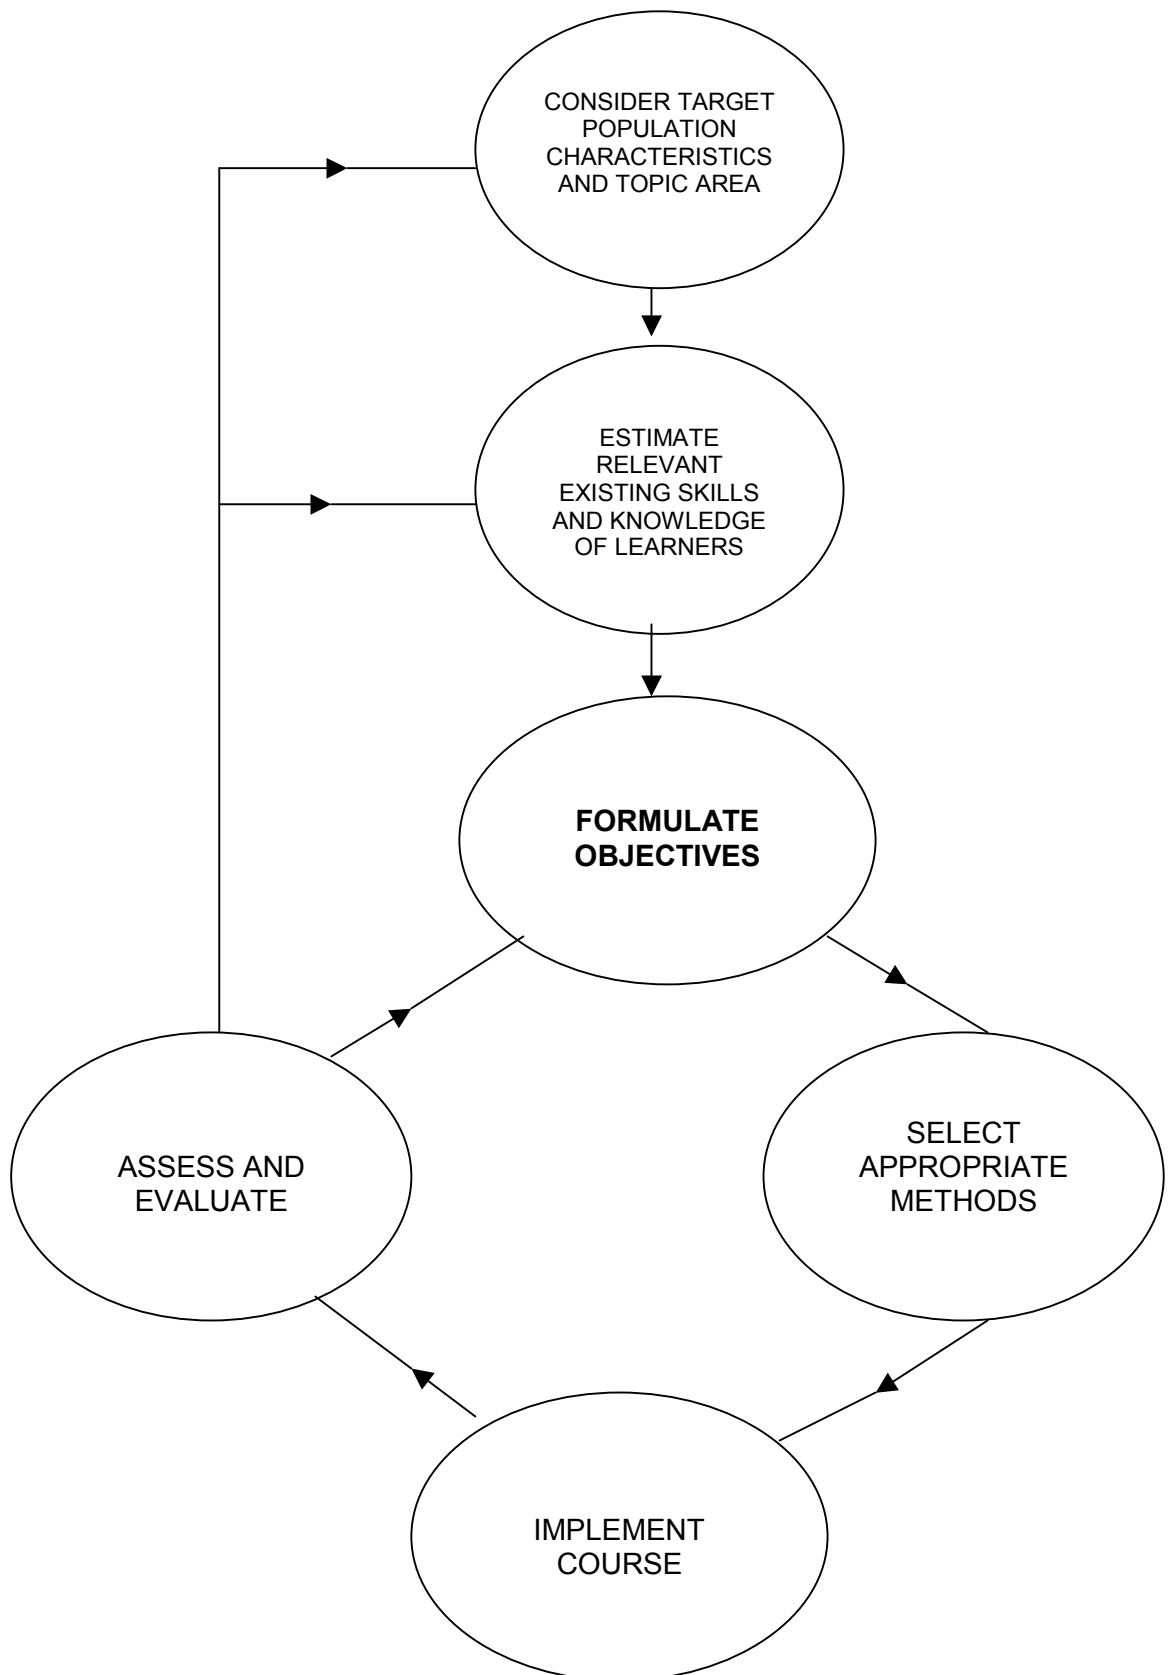 CONSIDER TARGET
POPULATION
CHARACTERISTICS
AND TOPIC AREA
ESTIMATE
RELEVANT
EXISTING SKILLS
AND KNOWLEDGE
OF LEARNERS
FORMULATE
OBJECTIVES
SELECT
APPROPRIATE
METHODS
ASSESS AND
EVALUATE
IMPLEMENT
COURSE